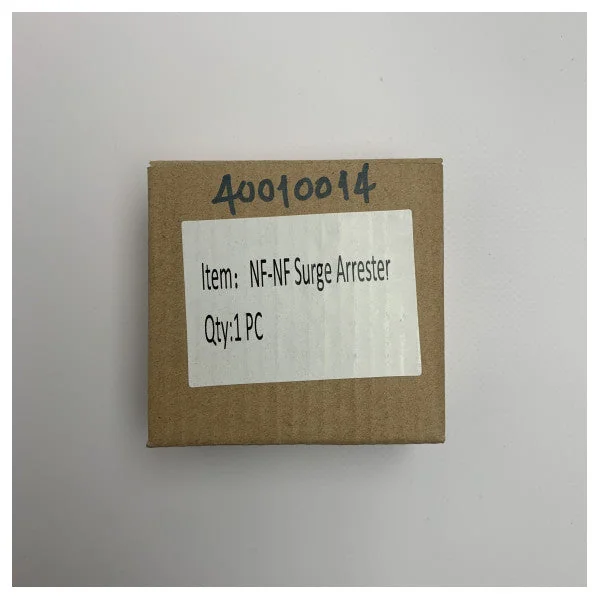 40010014
Item： NF-NF Surge Arrester
Qty:1 PC